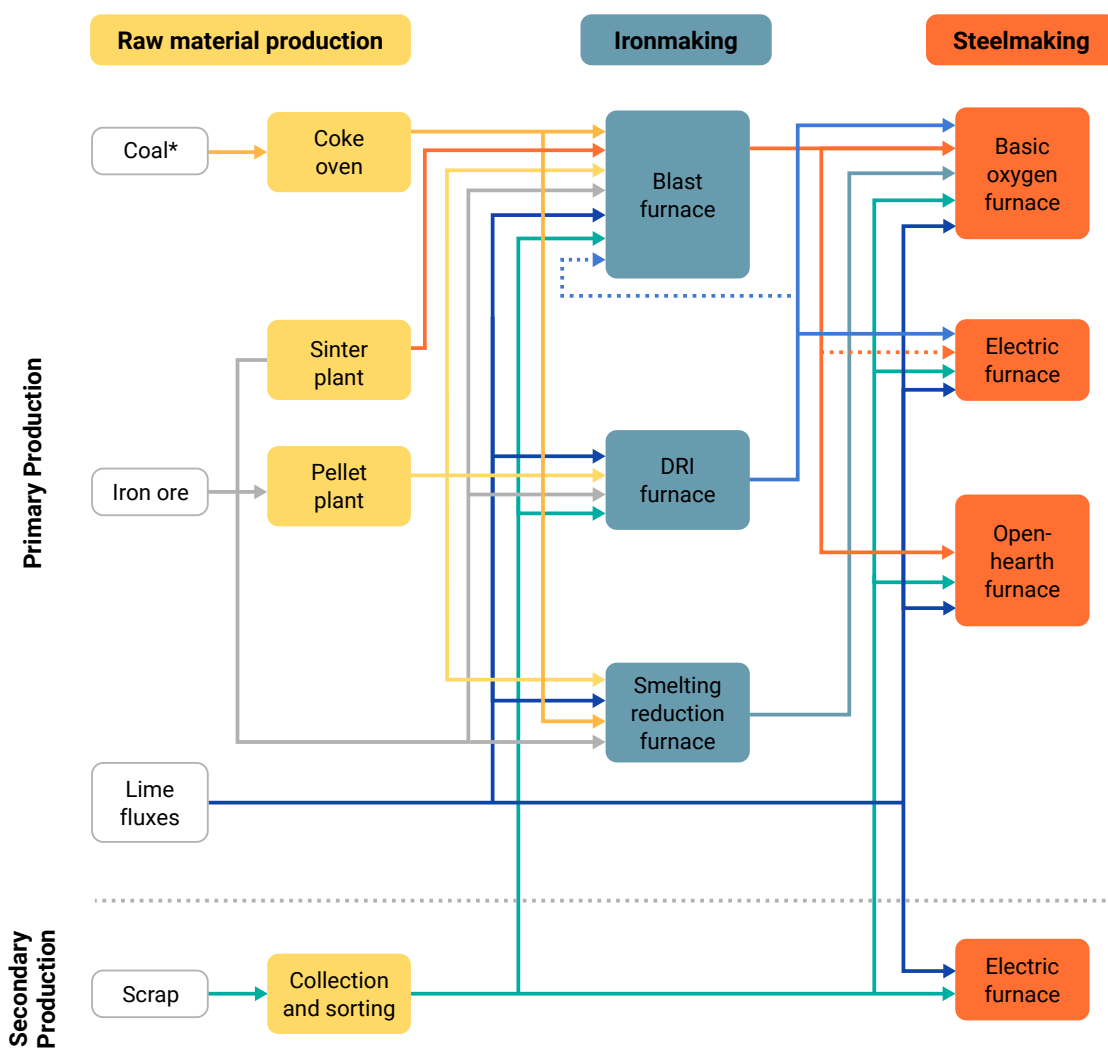 Raw material production
Ironmaking
Steelmaking
Primary Production
Coal*
Coke
oven
Blast
furnace
Basic
oxygen
furnace
Sinter
plant
Electric
furnace
Iron ore
Pellet
plant
DRI
furnace
Open-
hearth
furnace
Smelting
reduction
furnace
Lime
fluxes
Secondary
Production
Scrap
Collection
and sorting
Electric
furnace